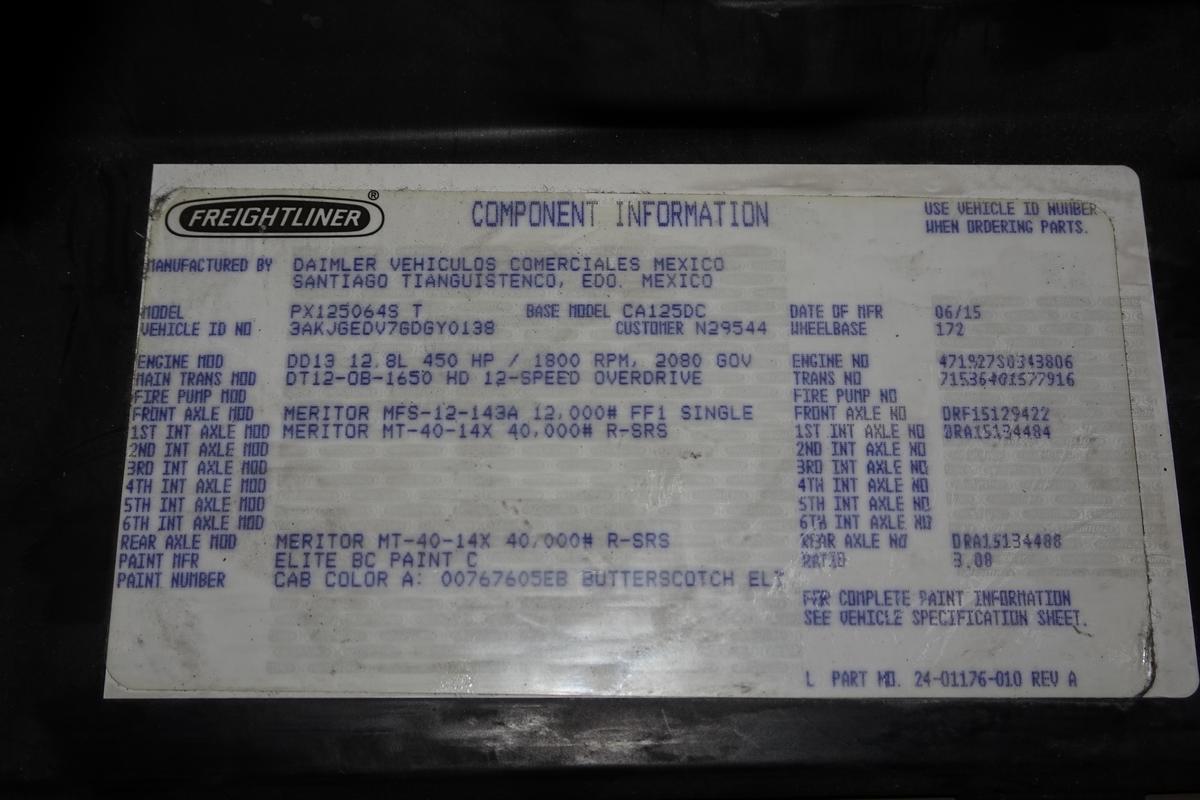 FREIGHTLINER ®
COMPONENT INFORMATION
USE VEHICLE ID NUMBER
WHEN ORDERING PARTS.
MANUFACTURED BY DAIMLER VEHICULOS COMERCIALES MEXICO
SANTIAGO TIANGUISTENCO, EDO. MEXICO
MODEL PX125064S T BASE MODEL CA125DC DATE OF MFR 06/15
VEHICLE ID NO 3AKJGEDV7GDGY0138 CUSTOMER N29544 WHEELBASE 172
ENGINE MOD DD13 12.8L 450 HP / 1800 RPM, 2080 GOV ENGINE NO 471927S0343806
MAIN TRANS MOD DT12-OB-1650 HD 12-SPEED OVERDRIVE TRANS NO
FIRE PUMP MOD FIRE PUMP NO
FRONT AXLE MOD MERITOR MFS-12-143A 12,000# FF1 SINGLE FRONT AXLE NO DRF15129422
1ST INT AXLE MOD MERITOR MT-40-14X 40,000# R-SRS 1ST INT AXLE NO DRA15134484
2ND INT AXLE MOD 2ND INT AXLE NO
3RD INT AXLE MOD 3RD INT AXLE NO
4TH INT AXLE MOD 4TH INT AXLE NO
5TH INT AXLE MOD 5TH INT AXLE NO
6TH INT AXLE MOD 6TH INT AXLE NO
REAR AXLE MOD MERITOR MT-40-14X 40,000# R-SRS REAR AXLE NO DRA15134488
PAINT MFR ELITE BC PAINT C RATIO 3.08
PAINT NUMBER CAB COLOR A: 00767605EB BUTTERSCOTCH ELT
FOR COMPLETE PAINT INFORMATION
SEE VEHICLE SPECIFICATION SHEET.
L PART NO. 24-01176-010 REV A